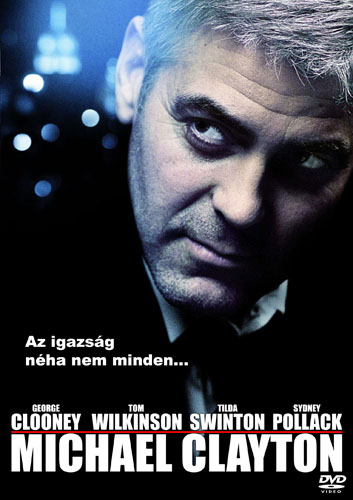 Az igazság
néha nem minden...
GEORGE TOM TILDA SYDNEY
CLOONEY WILKINSON SWINTON POLLACK
MICHAEL CLAYTON
DVD
VIDEO